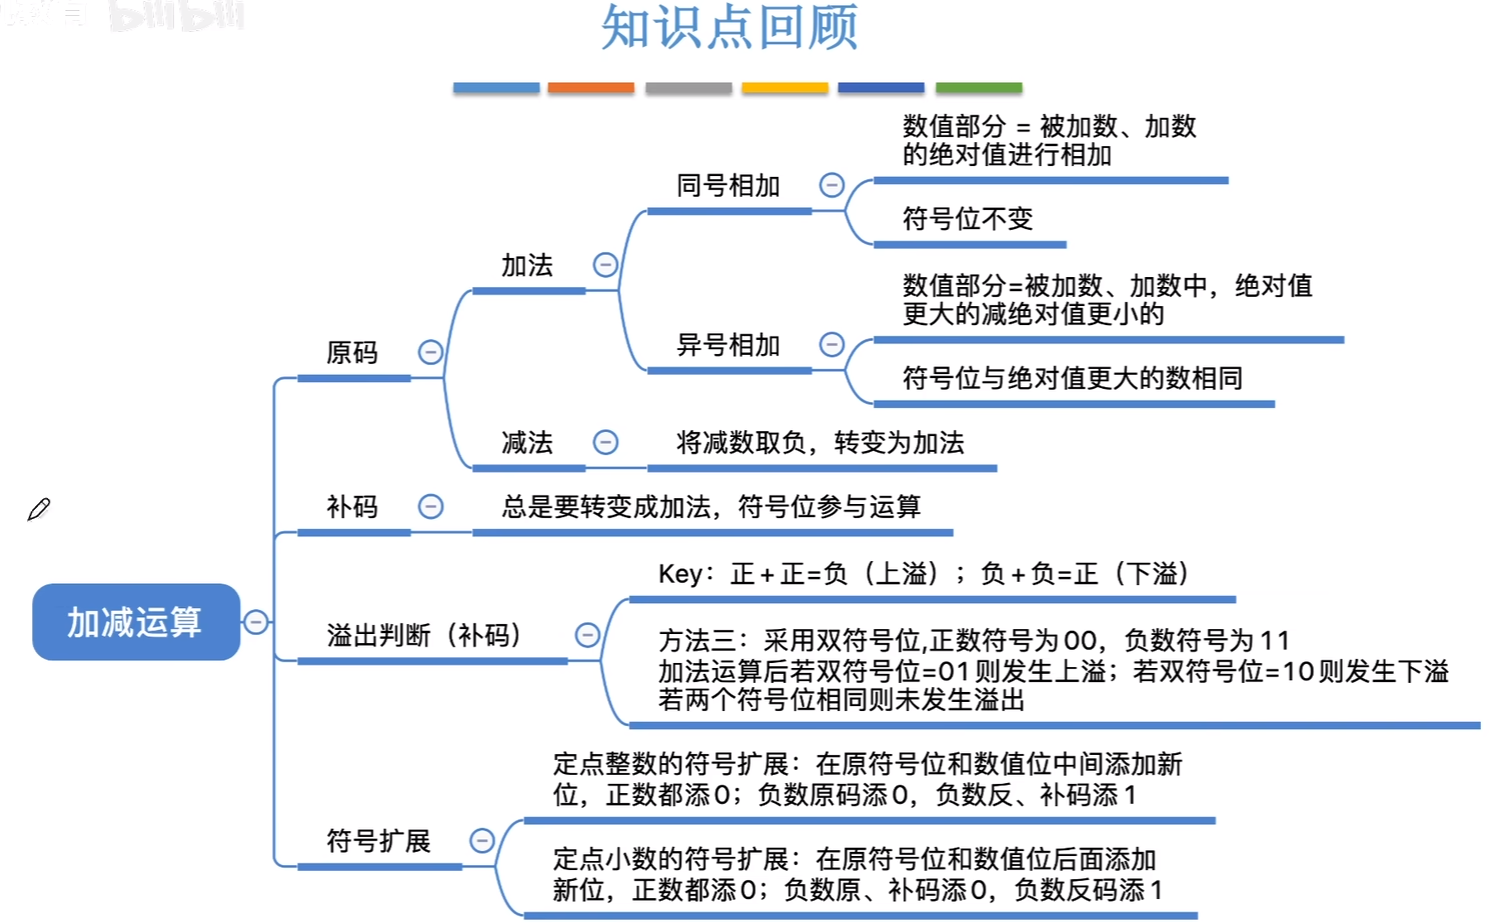 bilibili
知识点回顾
数值部分 = 被加数、加数
的绝对值进行相加
同号相加
符号位不变
加法
数值部分=被加数、加数中，绝对值
更大的减绝对值更小的
异号相加
符号位与绝对值更大的数相同
原码
减法
将减数取负，转变为加法
补码
总是要转变成加法，符号位参与运算
加减运算
Key：正+正=负（上溢）；负+负=正（下溢）
溢出判断（补码）
方法三：采用双符号位,正数符号为00，负数符号为11
加法运算后若双符号位=01则发生上溢；若双符号位=10则发生下溢
若两个符号位相同则未发生溢出
定点整数的符号扩展：在原符号位和数值位中间添加新
位，正数都添0；负数原码添0，负数反、补码添1
符号扩展
定点小数的符号扩展：在原符号位和数值位后面添加
新位，正数都添0；负数原、补码添0，负数反码添1